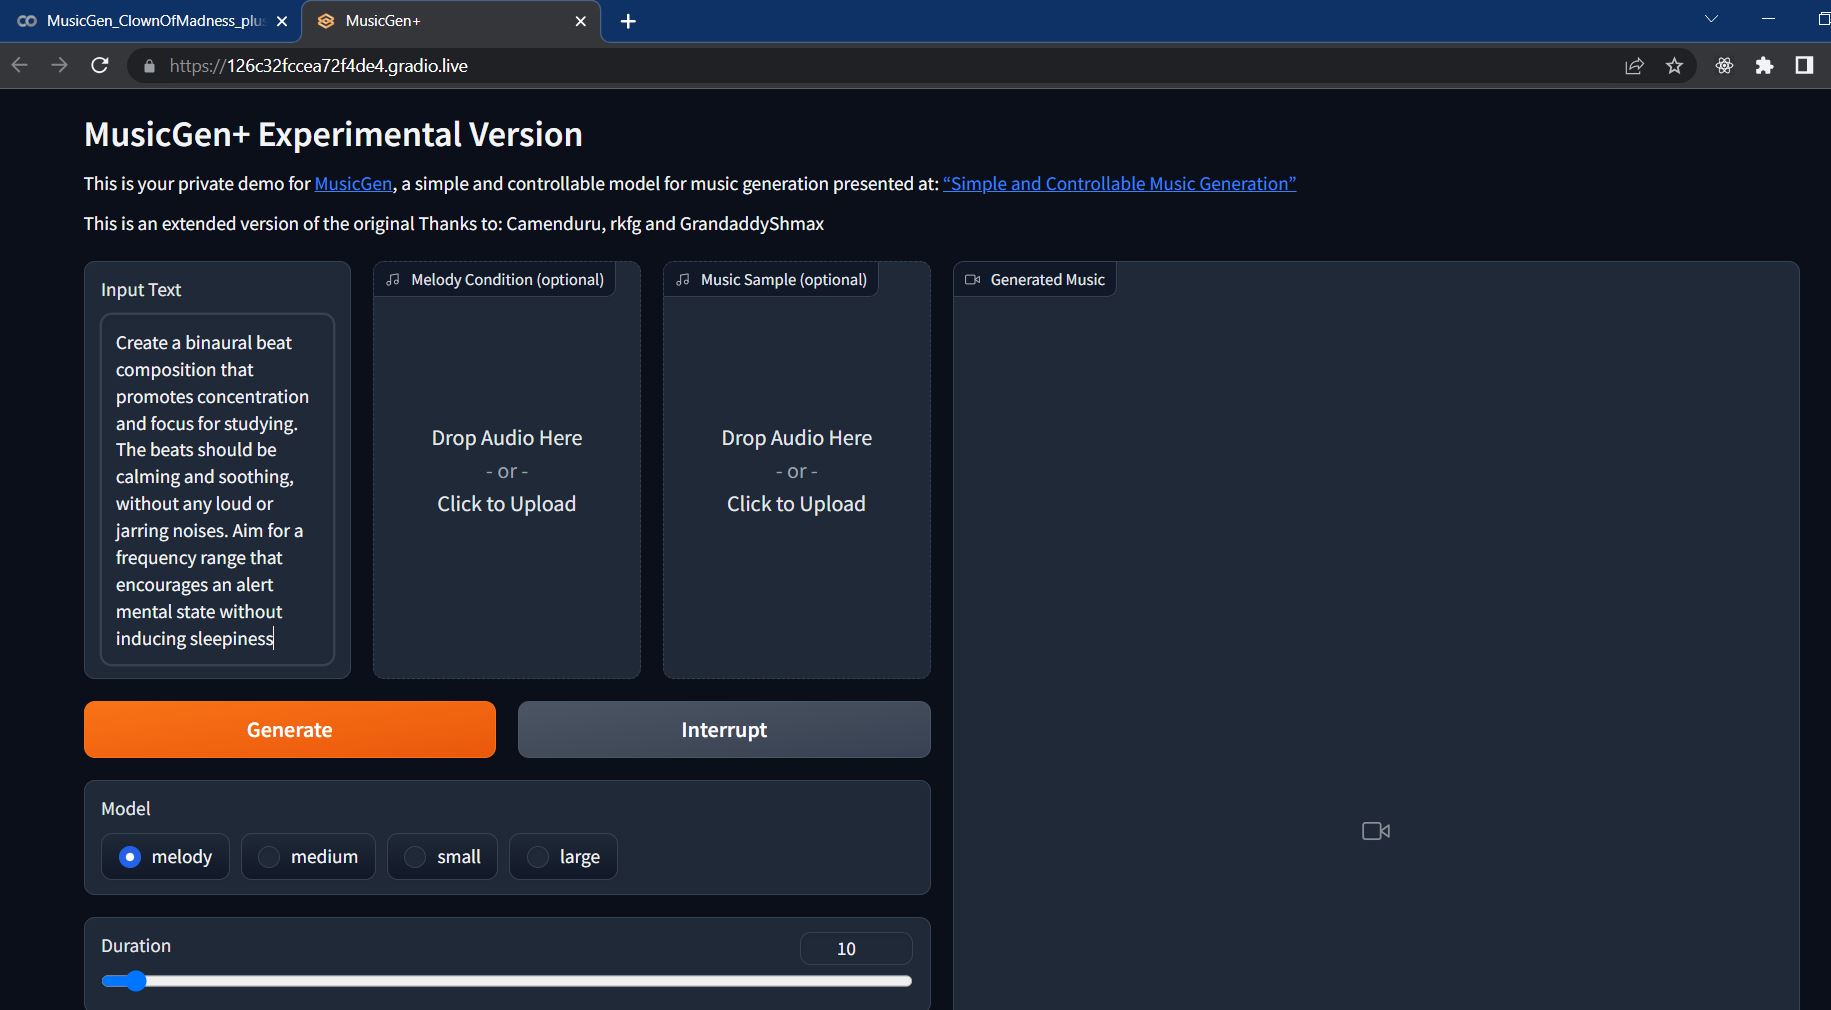 MusicGen_ClownOfMadness_plus
MusicGen+
https://126c32fccea72f4de4.gradio.live
MusicGen+ Experimental Version
This is your private demo for MusicGen, a simple and controllable model for music generation presented at: “Simple and Controllable Music Generation”
This is an extended version of the original Thanks to: Camenduru, rkfg and GrandaddyShmax
Input Text
Create a binaural beat
composition that
promotes concentration
and focus for studying.
The beats should be
calming and soothing,
without any loud or
jarring noises. Aim for a
frequency range that
encourages an alert
mental state without
inducing sleepiness
Melody Condition (optional)
Drop Audio Here
- or -
Click to Upload
Music Sample (optional)
Drop Audio Here
- or -
Click to Upload
Generated Music
Generate
Interrupt
Model
melody
medium
small
large
Duration
10